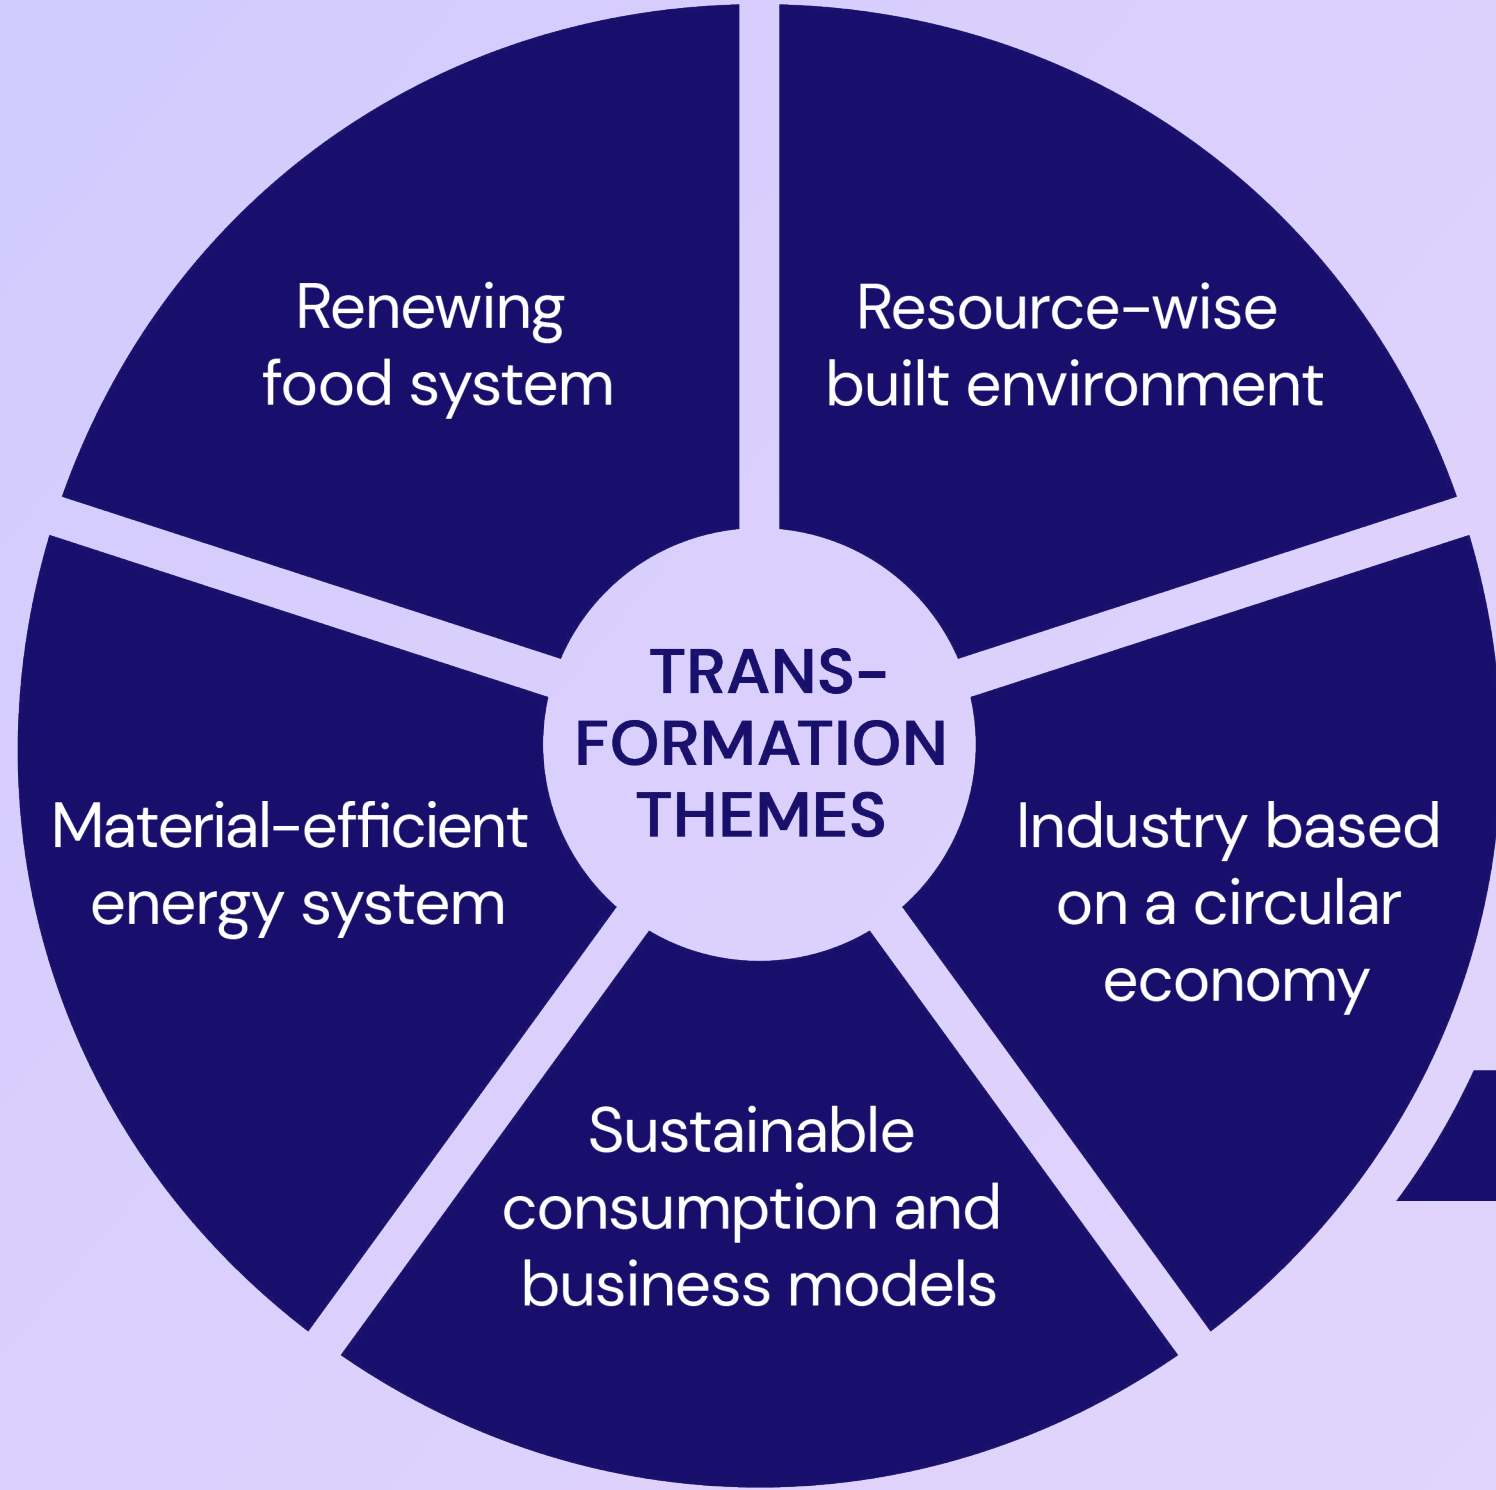 Renewing
food system
Resource-wise
built environment
TRANS-
FORMATION
THEMES
Material-efficient
energy system
Industry based
on a circular
economy
Sustainable
consumption and
business models